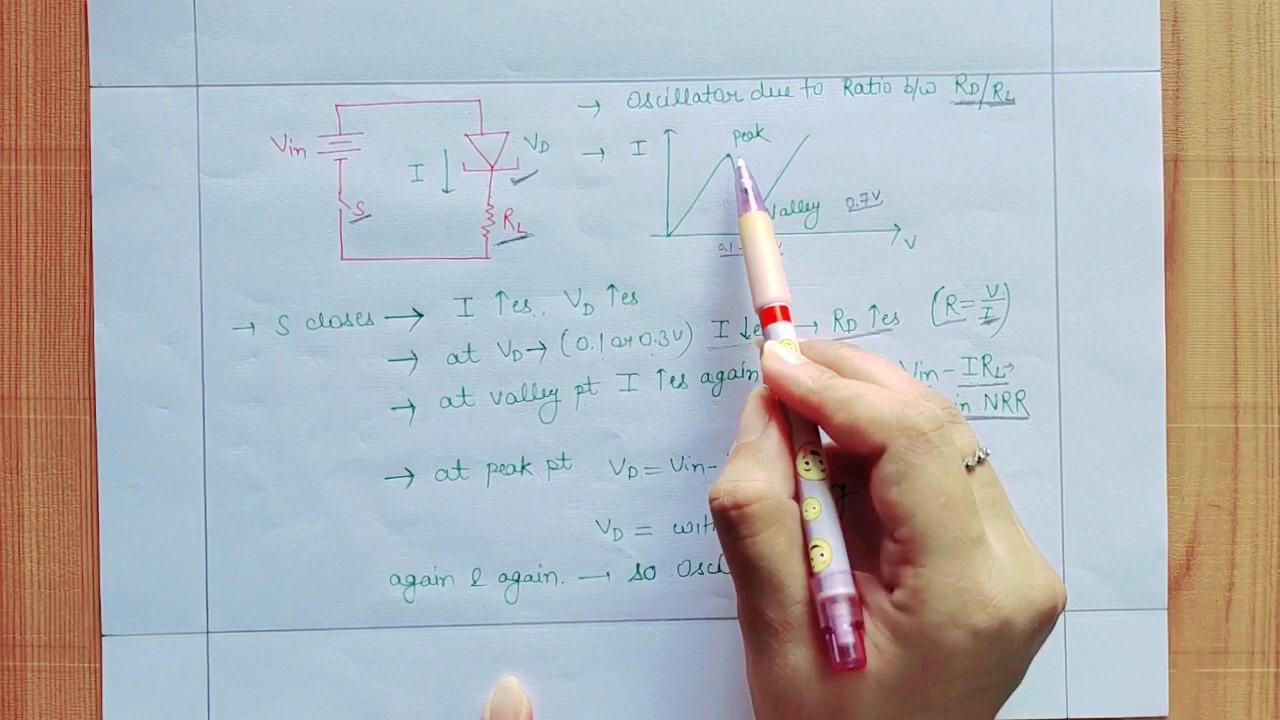 → Oscillator due to Ratio b/w RD/RL
Vin
I ↓
VD
S
RL
→ I
peak
Valley 0.7V
0.1
V
→ S closes → I ↑es, VD ↑es
→ at VD → (0.1 or 0.3V) I ↓e → RD ↑es (R = V/I)
→ at valley pt I ↑es again Vin - IRL→
in NRR
→ at peak pt VD = Vin -
VD =
again & again. → so